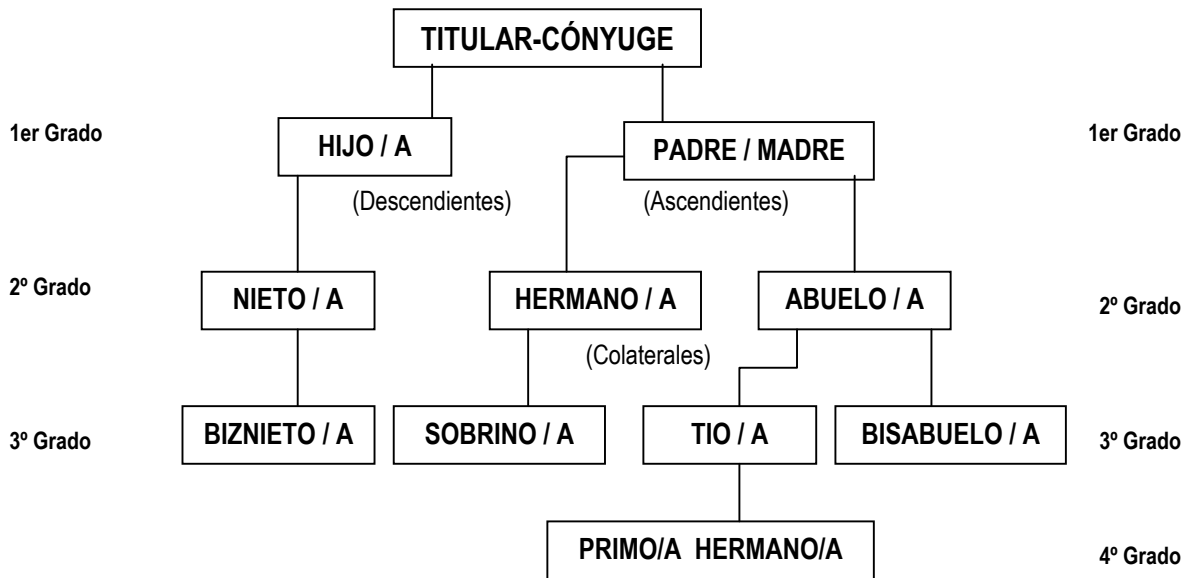 TITULAR-CÓNYUGE
1er Grado HIJO / A PADRE / MADRE 1er Grado
(Descendientes) (Ascendientes)
2º Grado NIETO / A HERMANO / A ABUELO / A 2º Grado
(Colaterales)
3º Grado BIZNIETO / A SOBRINO / A TIO / A BISABUELO / A 3º Grado
PRIMO/A HERMANO/A 4º Grado